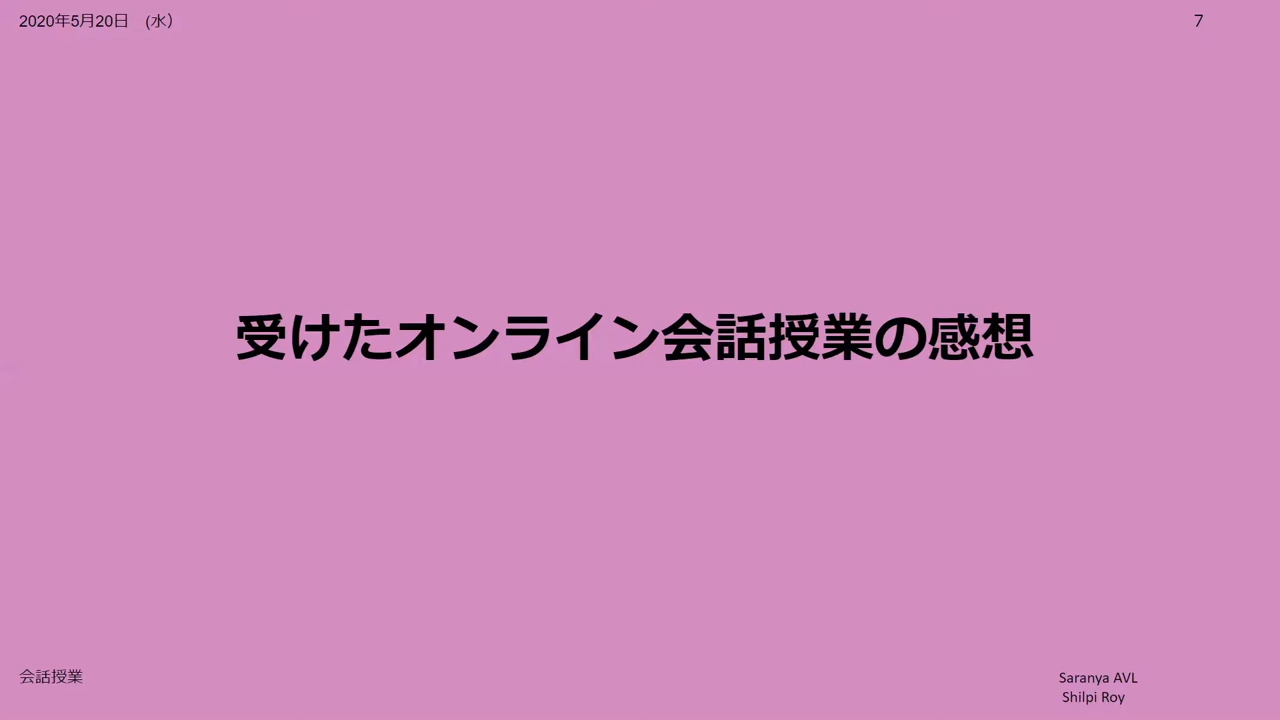 2020年5月20日　(水）
7
受けたオンライン会話授業の感想
会話授業
Saranya AVL
Shilpi Roy